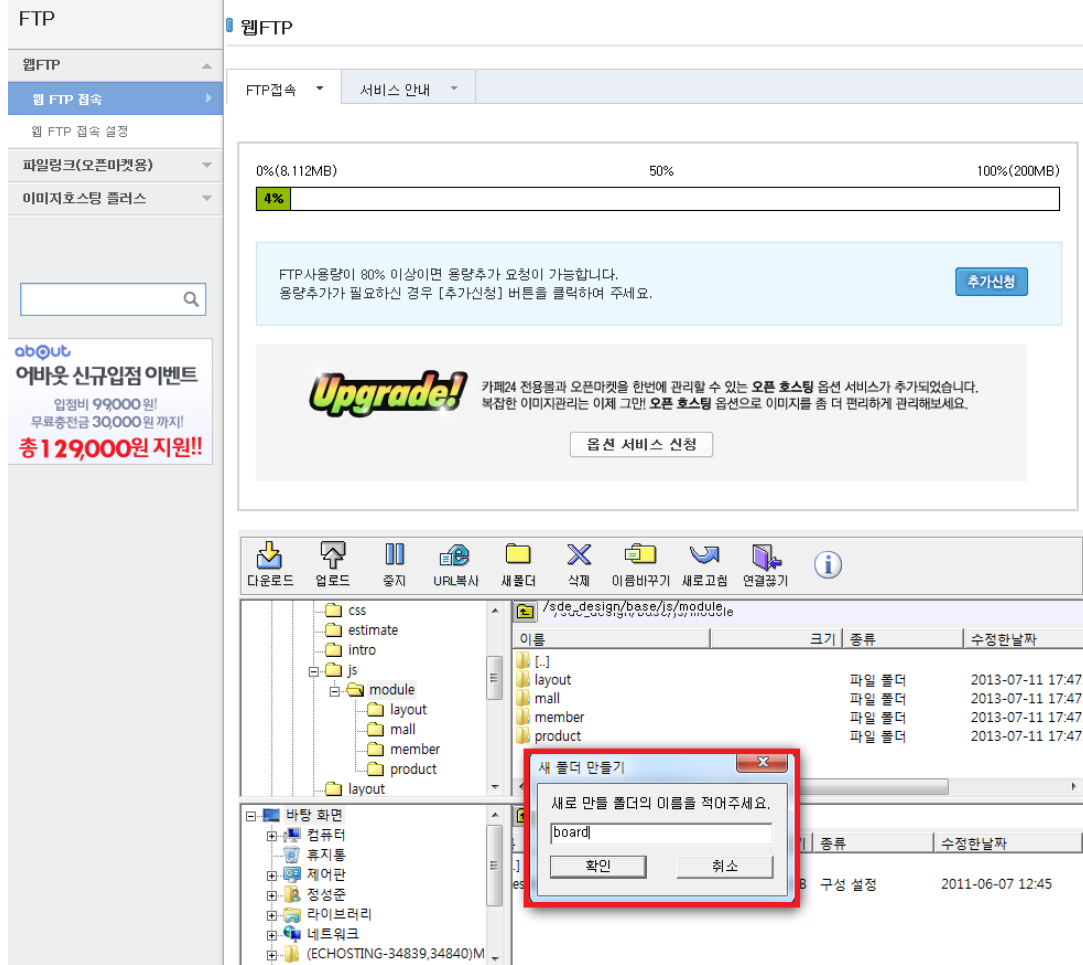 FTP
웹FTP
웹 FTP 접속
웹 FTP 접속 설정
파일링크(오픈마켓용)
이미지호스팅 플러스
about
어바웃 신규입점 이벤트
입점비 99,000원!
무료충전금 30,000원 까지!
총129,000원 지원!!
웹FTP
FTP접속
서비스 안내
0%(8.112MB) 50% 100%(200MB)
4%
FTP사용량이 80% 이상이면 용량추가 요청이 가능합니다.
용량추가가 필요하신 경우 [추가신청] 버튼을 클릭하여 주세요.
추가신청
Upgrade!
카페24 전용몰과 오픈마켓을 한번에 관리할 수 있는 오픈 호스팅 옵션 서비스가 추가되었습니다.
복잡한 이미지관리는 이제 그만! 오픈 호스팅 옵션으로 이미지를 좀 더 편리하게 관리해보세요.
옵션 서비스 신청
다운로드 업로드 중지 URL복사 새폴더 삭제 이름바꾸기 새로고침 연결끊기
css
estimate
intro
js
module
layout
mall
member
product
layout
/sde_design/base/js/module
이름 크기 종류 수정한날짜
[..]
layout 파일 폴더 2013-07-11 17:47
mall 파일 폴더 2013-07-11 17:47
member 파일 폴더 2013-07-11 17:47
product 파일 폴더 2013-07-11 17:47
새 폴더 만들기
새로 만들 폴더의 이름을 적어주세요.
board
확인 취소
바탕 화면
컴퓨터
휴지통
제어판
정성준
라이브러리
네트워크
(ECHOSTING-34839,34840)M
종류 수정한날짜
구성 설정 2011-06-07 12:45